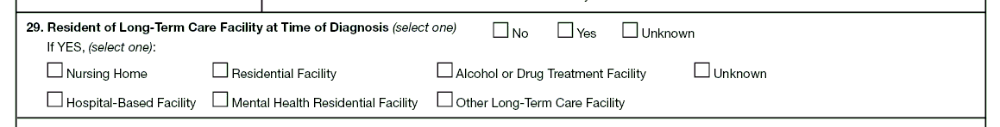 29. Resident of Long-Term Care Facility at Time of Diagnosis (select one) No Yes Unknown
If YES, (select one):
Nursing Home Residential Facility Alcohol or Drug Treatment Facility Unknown
Hospital-Based Facility Mental Health Residential Facility Other Long-Term Care Facility